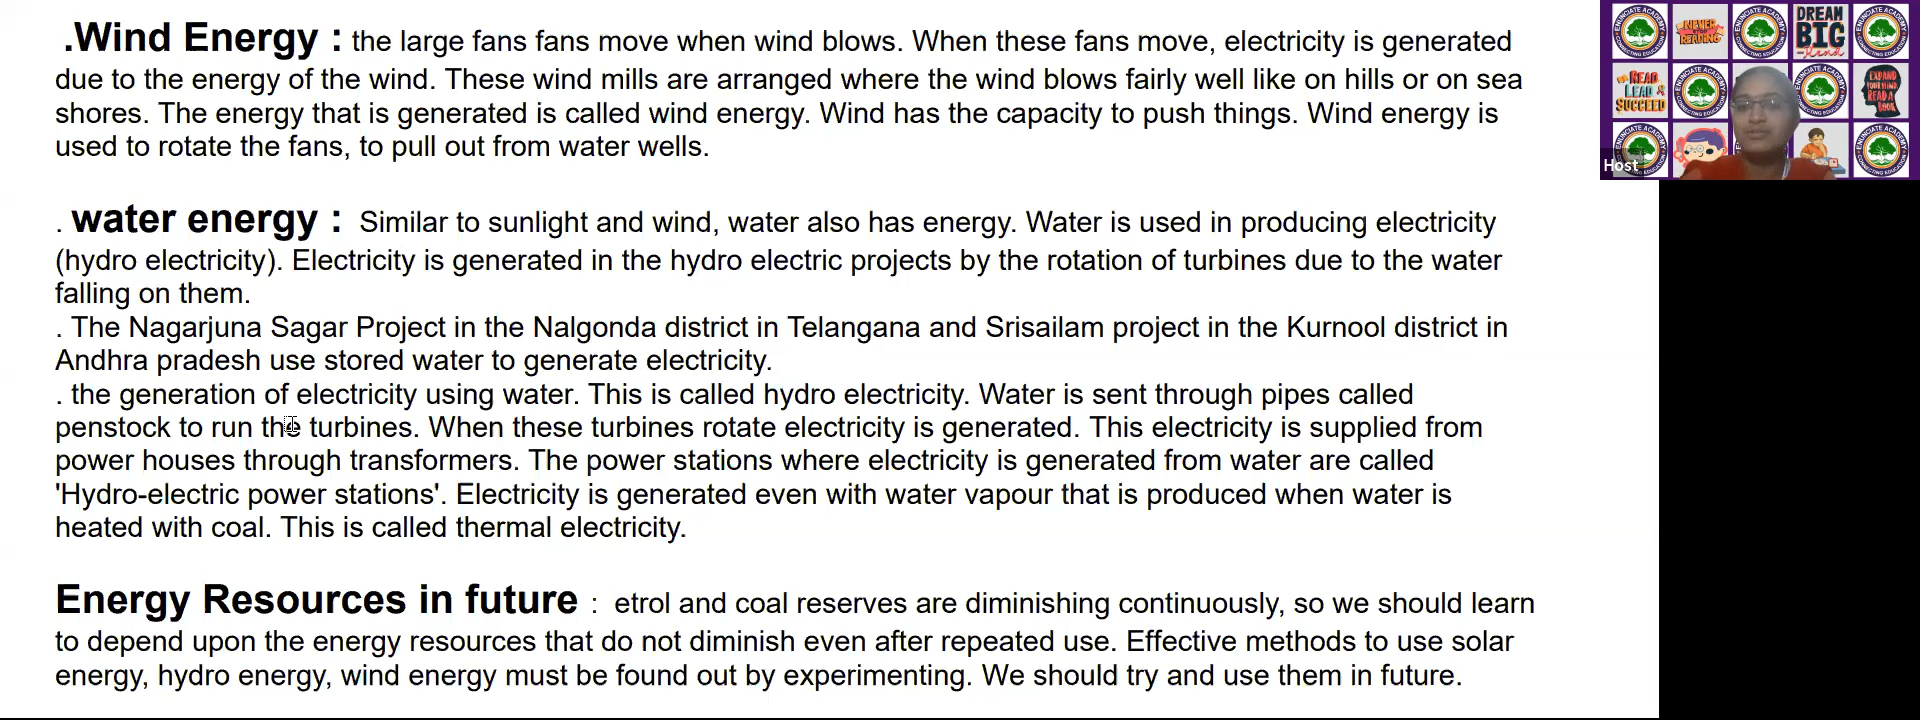 .Wind Energy : the large fans fans move when wind blows. When these fans move, electricity is generated
due to the energy of the wind. These wind mills are arranged where the wind blows fairly well like on hills or on sea
shores. The energy that is generated is called wind energy. Wind has the capacity to push things. Wind energy is
used to rotate the fans, to pull out from water wells.
. water energy : Similar to sunlight and wind, water also has energy. Water is used in producing electricity
(hydro electricity). Electricity is generated in the hydro electric projects by the rotation of turbines due to the water
falling on them.
. The Nagarjuna Sagar Project in the Nalgonda district in Telangana and Srisailam project in the Kurnool district in
Andhra pradesh use stored water to generate electricity.
. the generation of electricity using water. This is called hydro electricity. Water is sent through pipes called
penstock to run the turbines. When these turbines rotate electricity is generated. This electricity is supplied from
power houses through transformers. The power stations where electricity is generated from water are called
'Hydro-electric power stations'. Electricity is generated even with water vapour that is produced when water is
heated with coal. This is called thermal electricity.
Energy Resources in future : etrol and coal reserves are diminishing continuously, so we should learn
to depend upon the energy resources that do not diminish even after repeated use. Effective methods to use solar
energy, hydro energy, wind energy must be found out by experimenting. We should try and use them in future.
ENUNCIATE ACADEMY
CONNECTING EDUCATION
NEVER
READING
DREAM
BIG
READ
LEAD
SUCCEED
EXPAND
YOUR MIND
READ A
BOOK
Host